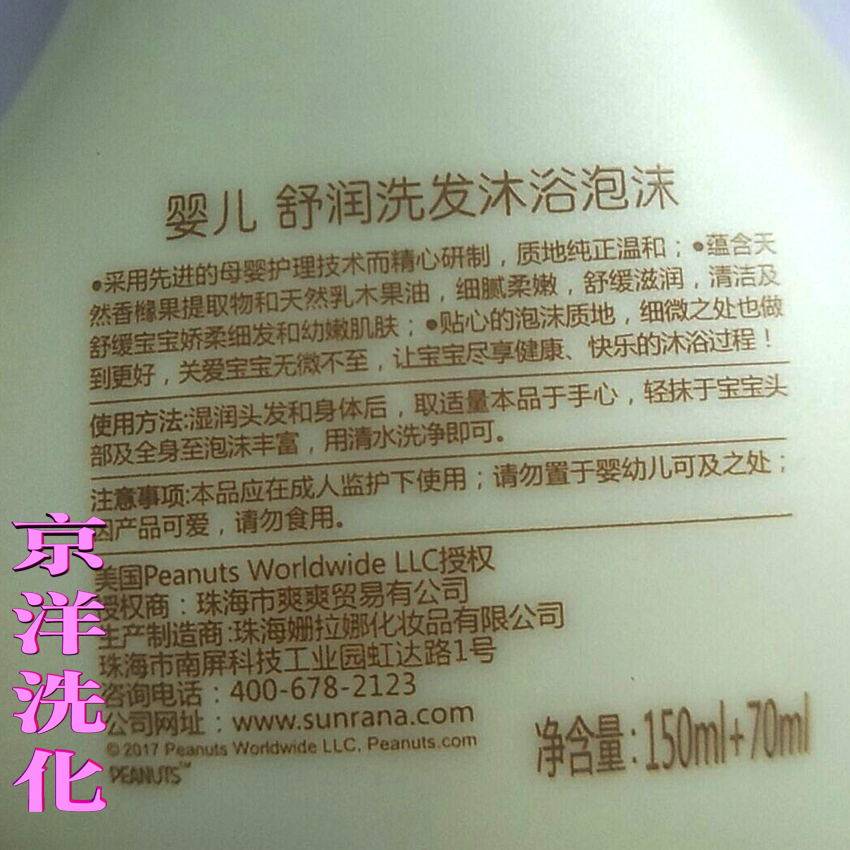 婴儿 舒润洗发沐浴泡沫
●采用先进的母婴护理技术而精心研制，质地纯正温和；●蕴含天
然香橼果提取物和天然乳木果油，细腻柔嫩，舒缓滋润，清洁及
舒缓宝宝娇柔细发和幼嫩肌肤；●贴心的泡沫质地，细微之处也做
到更好，关爱宝宝无微不至，让宝宝尽享健康、快乐的沐浴过程！
使用方法:湿润头发和身体后，取适量本品于手心，轻抹于宝宝头
部及全身至泡沫丰富，用清水洗净即可。
注意事项:本品应在成人监护下使用；请勿置于婴幼儿可及之处；
因产品可爱，请勿食用。
美国Peanuts Worldwide LLC授权
授权商：珠海市爽爽贸易有限公司
生产制造商:珠海姗拉娜化妆品有限公司
珠海市南屏科技工业园虹达路1号
咨询电话：400-678-2123
公司网址：www.sunrana.com
©2017 Peanuts Worldwide LLC, Peanuts.com
PEANUTS™
净含量:150ml+70ml
京洋洗化